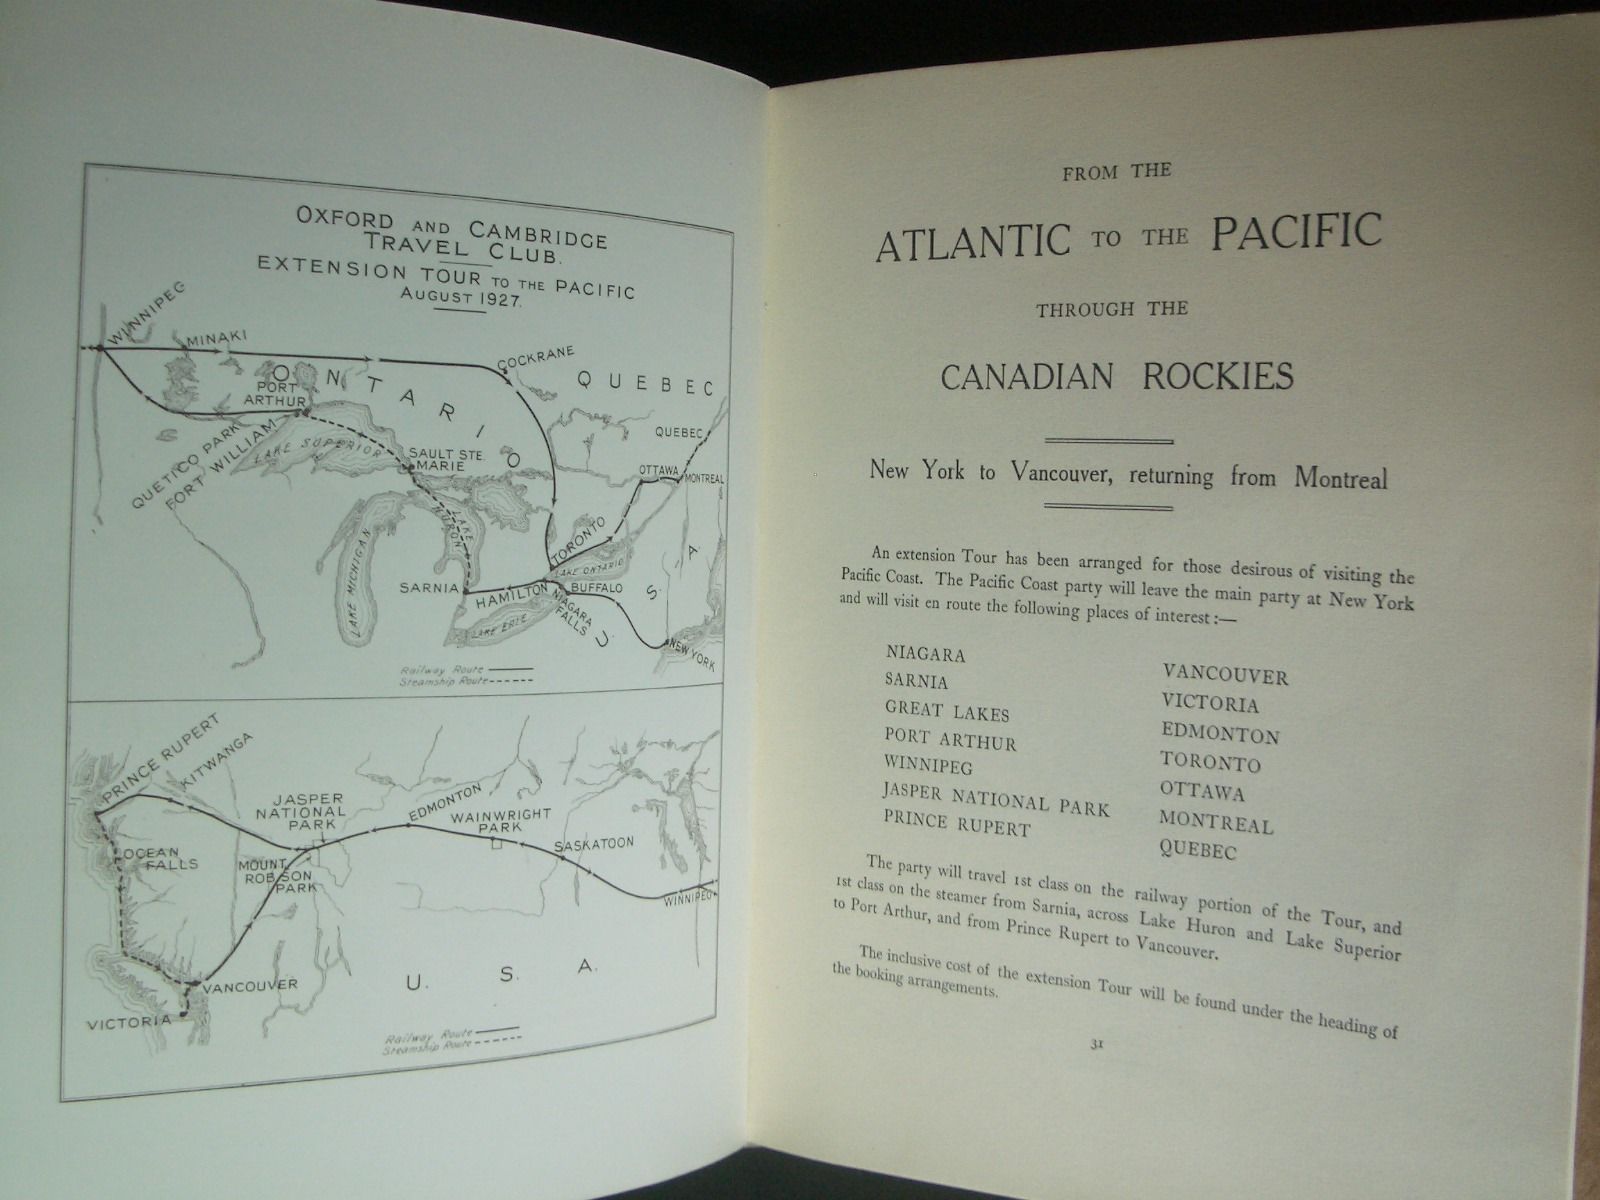 OXFORD AND CAMBRIDGE
TRAVEL CLUB.
EXTENSION TOUR TO THE PACIFIC
AUGUST 1927.
WINNIPEG
MINAKI
COCKRANE
QUEBEC
ONTARIO
PORT
ARTHUR
QUETICO PARK
FORT WILLIAM
LAKE SUPERIOR
SAULT STE.
MARIE
QUEBEC
OTTAWA
MONTREAL
LAKE
HURON
LAKE MICHIGAN
TORONTO
LAKE ONTARIO
SARNIA
HAMILTON
BUFFALO
NIAGARA
FALLS
LAKE ERIE
U. S. A.
NEW YORK
Railway Route
Steamship Route
PRINCE RUPERT
KITWANGA
JASPER
NATIONAL
PARK
EDMONTON
WAINWRIGHT
PARK
SASKATOON
OCEAN
FALLS
MOUNT
ROBSON
PARK
WINNIPEG
VANCOUVER
U. S. A.
VICTORIA
Railway Route
Steamship Route
FROM THE
ATLANTIC TO THE PACIFIC
THROUGH THE
CANADIAN ROCKIES
New York to Vancouver, returning from Montreal
An extension Tour has been arranged for those desirous of visiting the
Pacific Coast. The Pacific Coast party will leave the main party at New York
and will visit en route the following places of interest :—
NIAGARA
SARNIA
GREAT LAKES
PORT ARTHUR
WINNIPEG
JASPER NATIONAL PARK
PRINCE RUPERT
VANCOUVER
VICTORIA
EDMONTON
TORONTO
OTTAWA
MONTREAL
QUEBEC
The party will travel 1st class on the railway portion of the Tour, and
1st class on the steamer from Sarnia, across Lake Huron and Lake Superior
to Port Arthur, and from Prince Rupert to Vancouver.
The inclusive cost of the extension Tour will be found under the heading of
the booking arrangements.
31